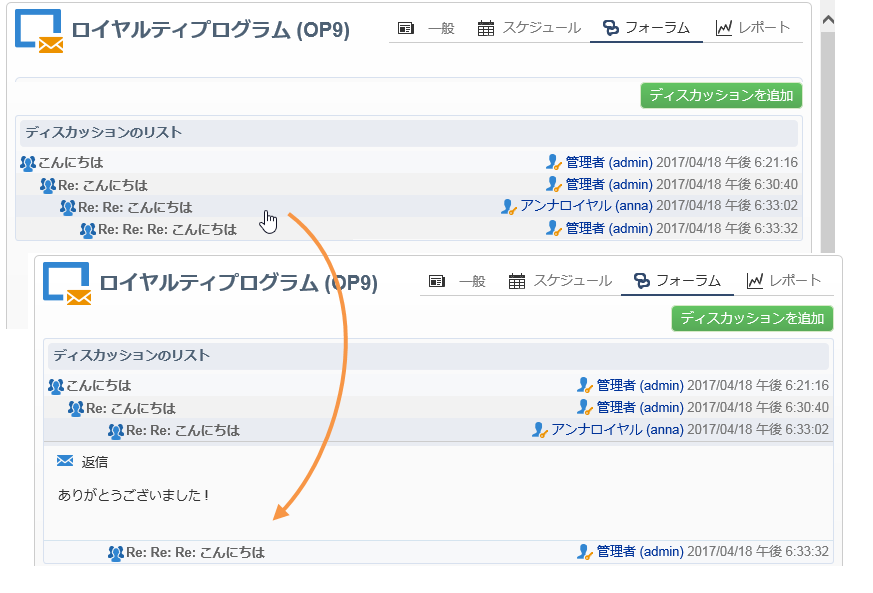 ロイヤルティプログラム (OP9) 一般 スケジュール フォーラム レポート
ディスカッションを追加
ディスカッションのリスト
こんにちは 管理者 (admin) 2017/04/18 午後 6:21:16
Re: こんにちは 管理者 (admin) 2017/04/18 午後 6:30:40
Re: Re: こんにちは アンナロイヤル (anna) 2017/04/18 午後 6:33:02
Re: Re: Re: こんにちは 管理者 (admin) 2017/04/18 午後 6:33:32
ロイヤルティプログラム (OP9) 一般 スケジュール フォーラム レポート
ディスカッションを追加
ディスカッションのリスト
こんにちは 管理者 (admin) 2017/04/18 午後 6:21:16
Re: こんにちは 管理者 (admin) 2017/04/18 午後 6:30:40
Re: Re: こんにちは アンナロイヤル (anna) 2017/04/18 午後 6:33:02
返信
ありがとうございました！
Re: Re: Re: こんにちは 管理者 (admin) 2017/04/18 午後 6:33:32